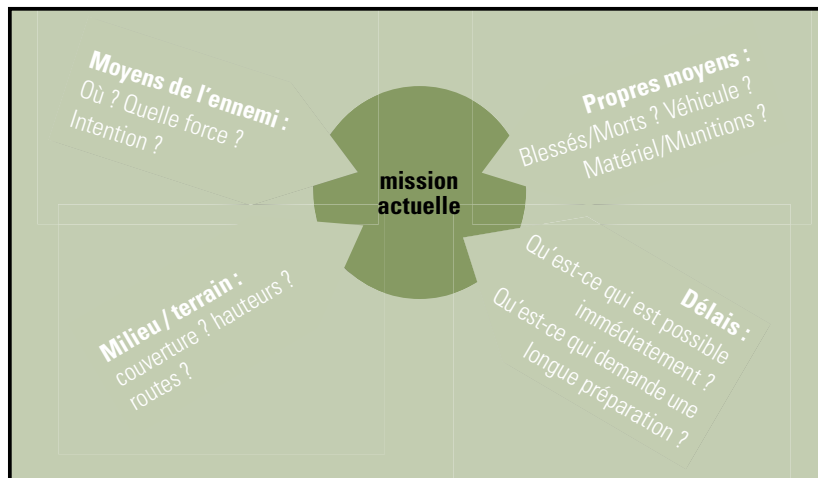 Moyens de l'ennemi :
Où ? Quelle force ?
Intention ?
Propres moyens :
Blessés/Morts ? Véhicule ?
Matériel/Munitions ?
mission
actuelle
Milieu / terrain :
couverture ? hauteurs ?
routes ?
Délais :
Qu'est-ce qui est possible
immédiatement ?
Qu'est-ce qui demande une
longue préparation ?